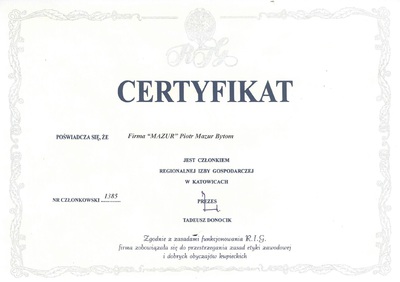 R.I.G.
CERTYFIKAT
POŚWIADCZA SIĘ, ŻE Firma "MAZUR" Piotr Mazur Bytom
JEST CZŁONKIEM
REGIONALNEJ IZBY GOSPODARCZEJ
W KATOWICACH
NR CZŁONKOWSKI 1385
PREZES
TADEUSZ DONOCIK
Zgodnie z zasadami funkcjonowania R.I.G.
firma zobowiązała się do przestrzegania zasad etyki zawodowej
i dobrych obyczajów kupieckich